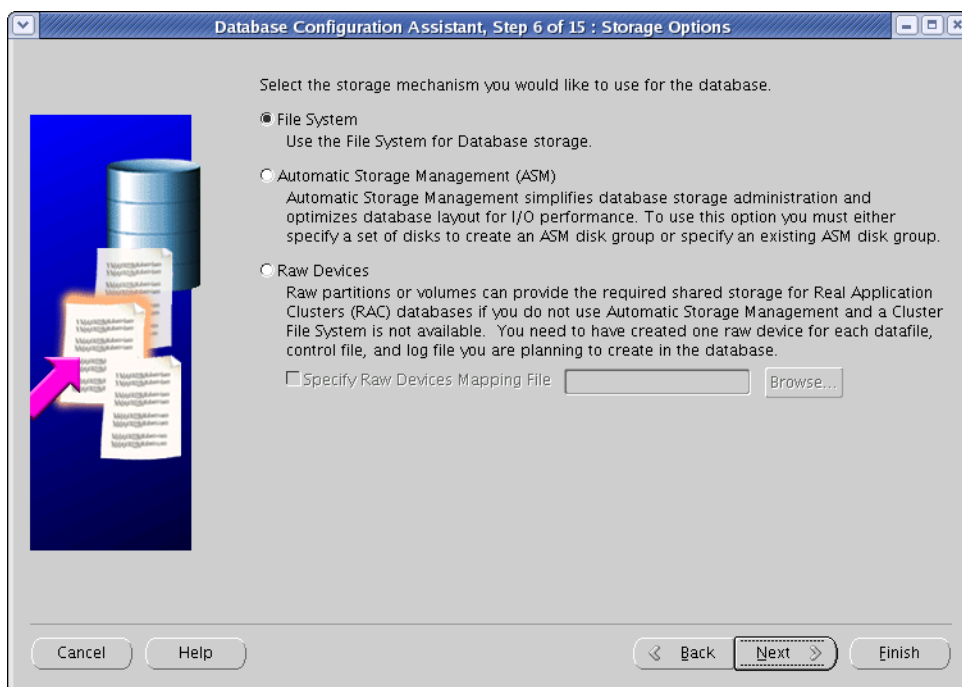 Database Configuration Assistant, Step 6 of 15 : Storage Options
Select the storage mechanism you would like to use for the database.
File System
Use the File System for Database storage.
Automatic Storage Management (ASM)
Automatic Storage Management simplifies database storage administration and
optimizes database layout for I/O performance. To use this option you must either
specify a set of disks to create an ASM disk group or specify an existing ASM disk group.
Raw Devices
Raw partitions or volumes can provide the required shared storage for Real Application
Clusters (RAC) databases if you do not use Automatic Storage Management and a Cluster
File System is not available. You need to have created one raw device for each datafile,
control file, and log file you are planning to create in the database.
Specify Raw Devices Mapping File
Browse...
Cancel
Help
Back
Next
Finish